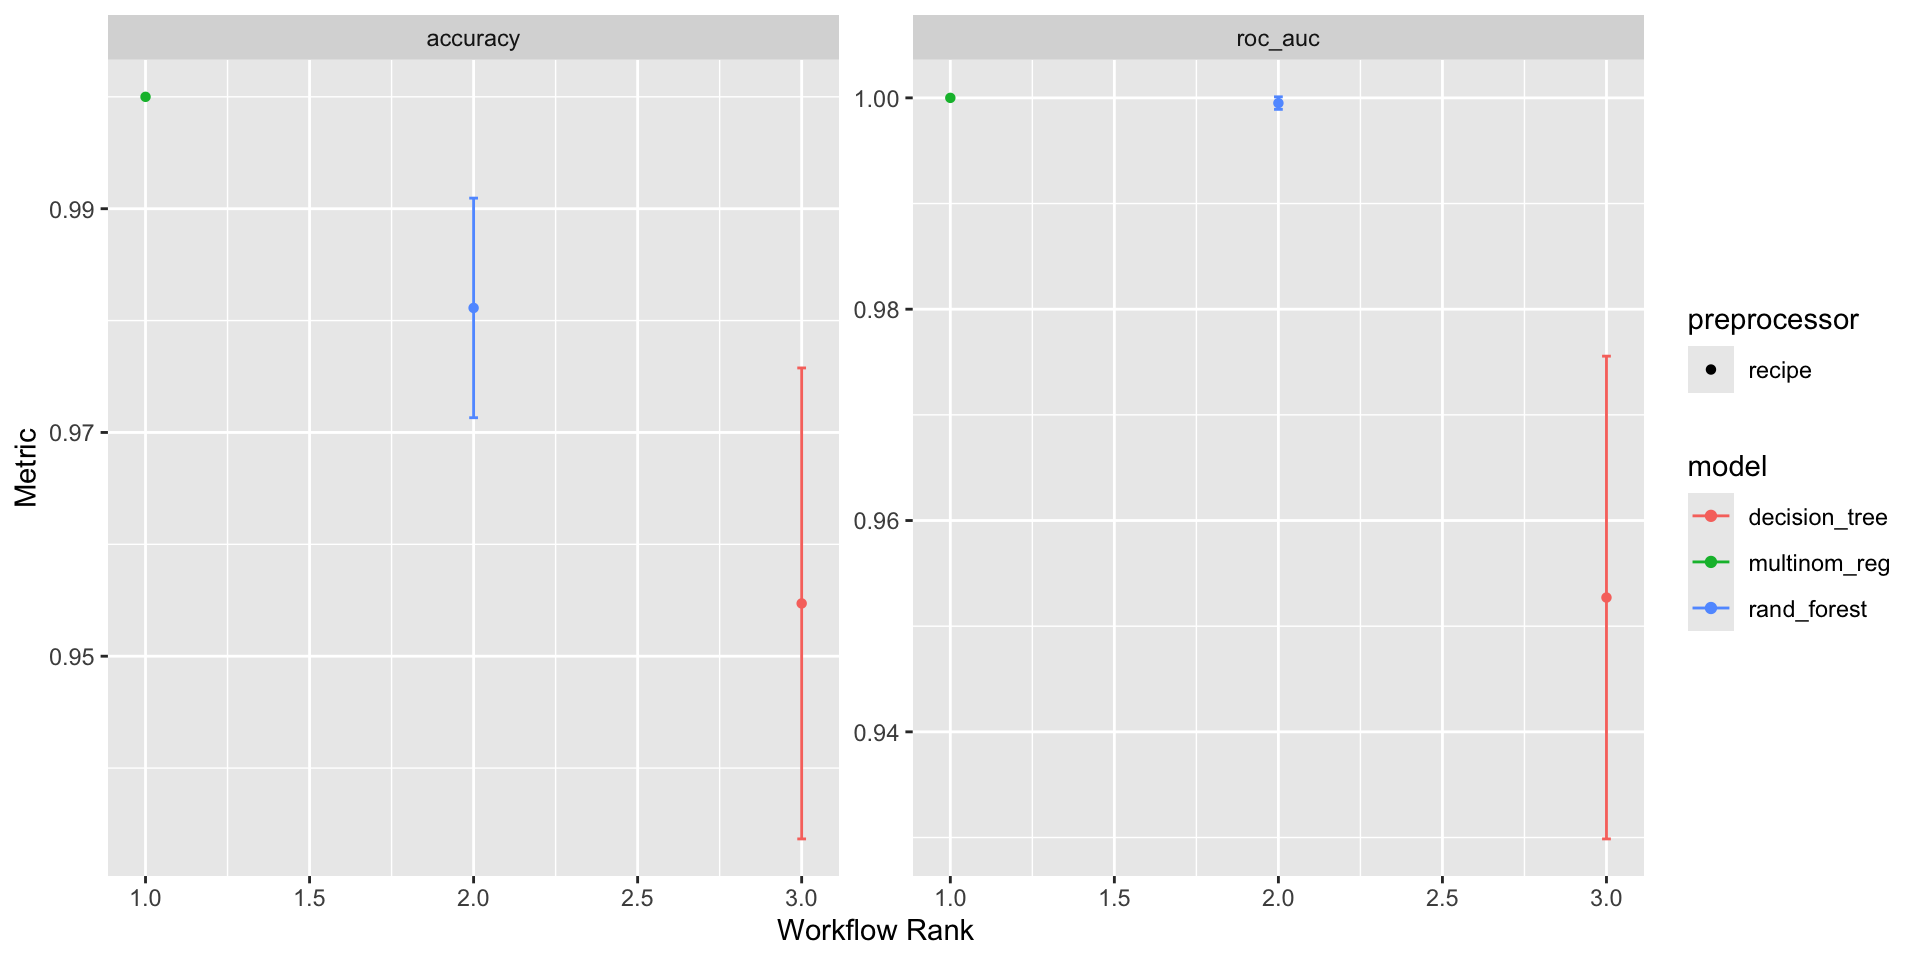 accuracy
roc_auc
0.99
0.97
0.95
1.00
0.98
0.96
0.94
Metric
1.0 1.5 2.0 2.5 3.0
1.0 1.5 2.0 2.5 3.0
Workflow Rank
preprocessor
recipe
model
decision_tree
multinom_reg
rand_forest